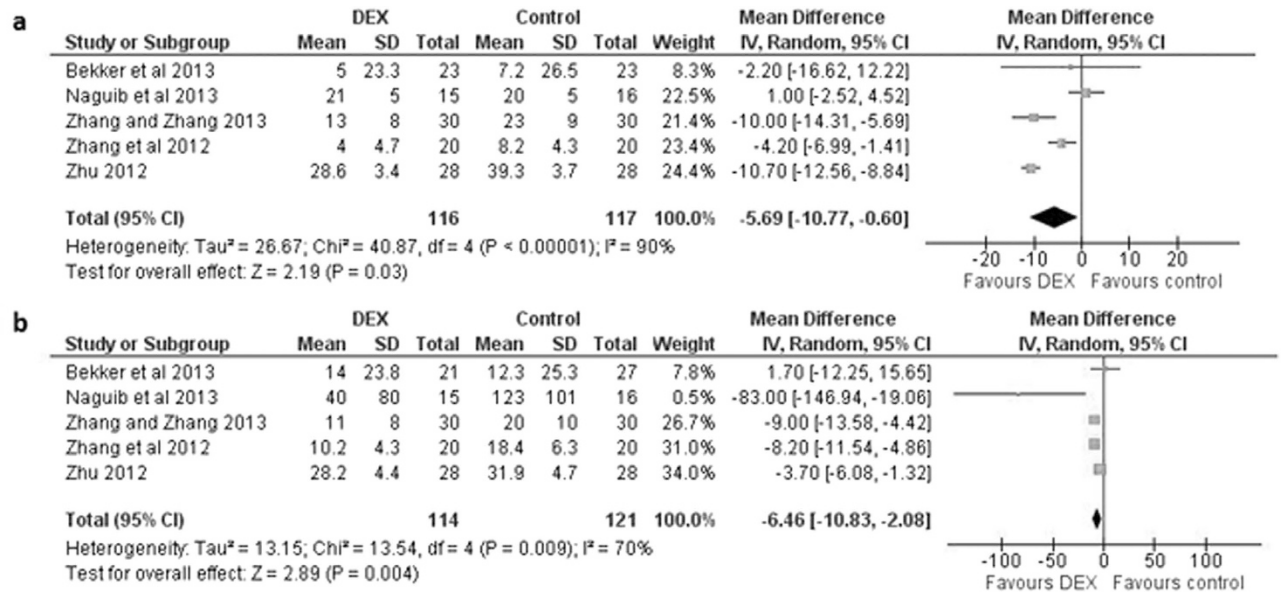 a
DEX Control Mean Difference Mean Difference
Study or Subgroup Mean SD Total Mean SD Total Weight IV, Random, 95% CI IV, Random, 95% CI
Bekker et al 2013 5 23.3 23 7.2 26.5 23 8.3% -2.20 [-16.62, 12.22]
Naguib et al 2013 21 5 15 20 5 16 22.5% 1.00 [-2.52, 4.52]
Zhang and Zhang 2013 13 8 30 23 9 30 21.4% -10.00 [-14.31, -5.69]
Zhang et al 2012 4 4.7 20 8.2 4.3 20 23.4% -4.20 [-6.99, -1.41]
Zhu 2012 28.6 3.4 28 39.3 3.7 28 24.4% -10.70 [-12.56, -8.84]
Total (95% CI) 116 117 100.0% -5.69 [-10.77, -0.60]
Heterogeneity: Tau² = 26.67; Chi² = 40.87, df = 4 (P < 0.00001); I² = 90%
Test for overall effect: Z = 2.19 (P = 0.03)
-20 -10 0 10 20
Favours DEX Favours control
b
DEX Control Mean Difference Mean Difference
Study or Subgroup Mean SD Total Mean SD Total Weight IV, Random, 95% CI IV, Random, 95% CI
Bekker et al 2013 14 23.8 21 12.3 25.3 27 7.8% 1.70 [-12.25, 15.65]
Naguib et al 2013 40 80 15 123 101 16 0.5% -83.00 [-146.94, -19.06]
Zhang and Zhang 2013 11 8 30 20 10 30 26.7% -9.00 [-13.58, -4.42]
Zhang et al 2012 10.2 4.3 20 18.4 6.3 20 31.0% -8.20 [-11.54, -4.86]
Zhu 2012 28.2 4.4 28 31.9 4.7 28 34.0% -3.70 [-6.08, -1.32]
Total (95% CI) 114 121 100.0% -6.46 [-10.83, -2.08]
Heterogeneity: Tau² = 13.15; Chi² = 13.54, df = 4 (P = 0.009); I² = 70%
Test for overall effect: Z = 2.89 (P = 0.004)
-100 -50 0 50 100
Favours DEX Favours control